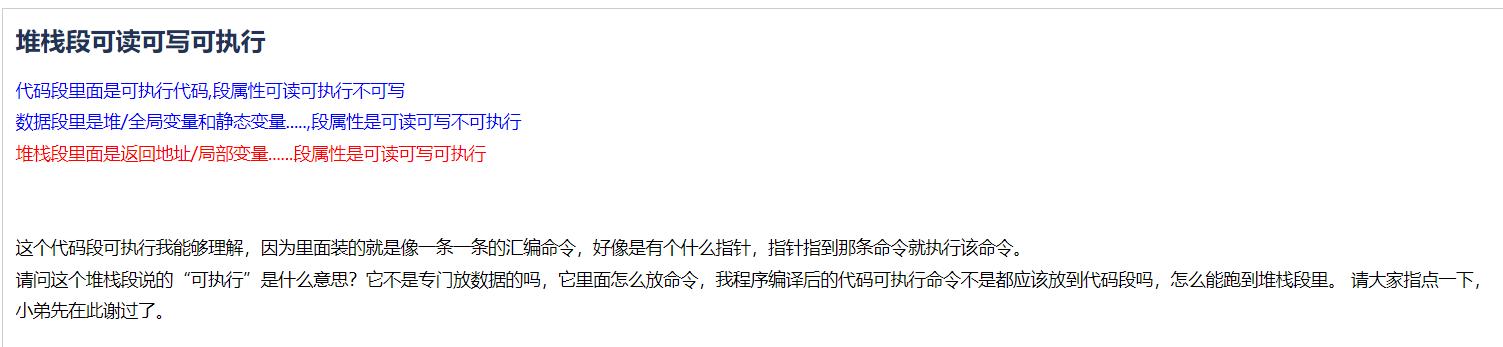 堆栈段可读可写可执行
代码段里面是可执行代码,段属性可读可执行不可写
数据段里是堆/全局变量和静态变量.....,段属性是可读可写不可执行
堆栈段里面是返回地址/局部变量......段属性是可读可写可执行
这个代码段可执行我能够理解，因为里面装的就是像一条一条的汇编命令，好像是有个什么指针，指针指到那条命令就执行该命令。
请问这个堆栈段说的“可执行”是什么意思？它不是专门放数据的吗，它里面怎么放命令，我程序编译后的代码可执行命令不是都应该放到代码段吗，怎么能跑到堆栈段里。 请大家指点一下，
小弟先在此谢过了。